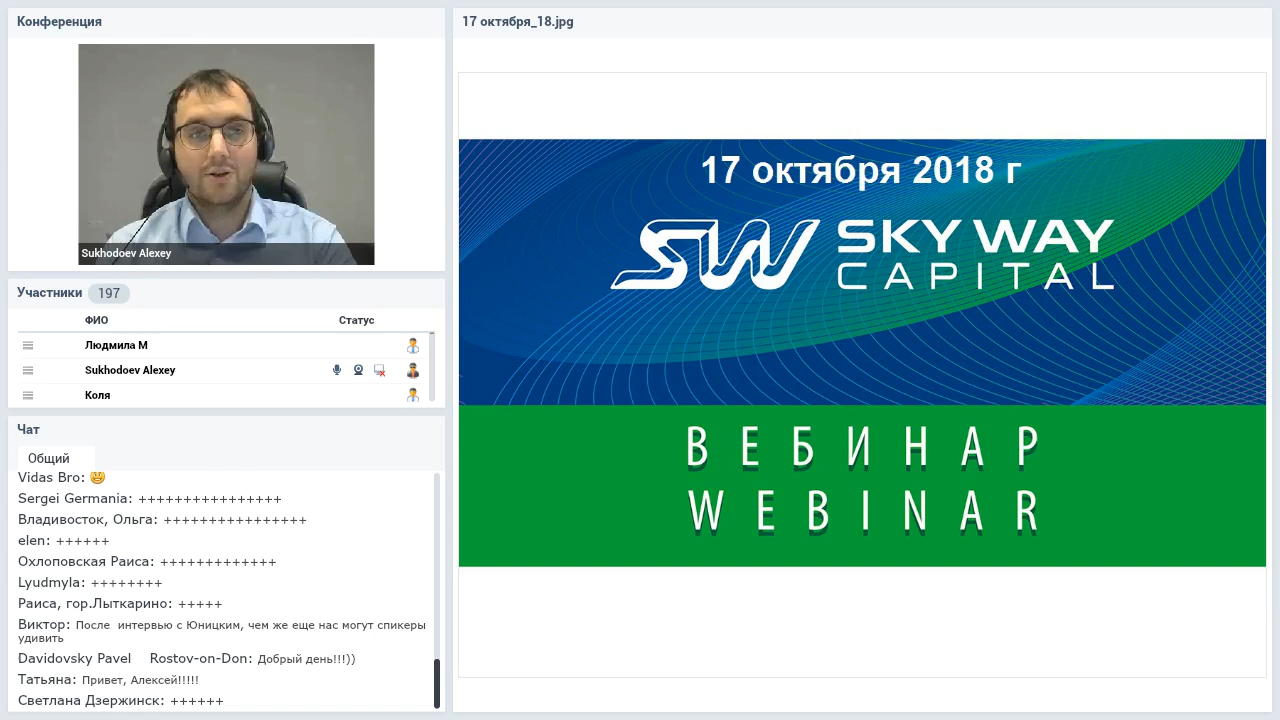 Конференция
Sukhodoev Alexey
Участники 197
ФИО Статус
Людмила М
Sukhodoev Alexey
Коля
Чат
Общий
Vidas Bro:
Sergei Germania: ++++++++++++++++
Владивосток, Ольга: ++++++++++++++++
elen: ++++++
Охлоповская Раиса: +++++++++++++
Lyudmyla: ++++++++
Раиса, гор.Лыткарино: +++++
Виктор: После интервью с Юницким, чем же еще нас могут спикеры
удивить
Davidovsky Pavel Rostov-on-Don: Добрый день!!!))
Татьяна: Привет, Алексей!!!!!
Светлана Дзержинск: ++++++
17 октября_18.jpg
17 октября 2018 г
SW SKY WAY
CAPITAL
ВЕБИНАР
WEBINAR